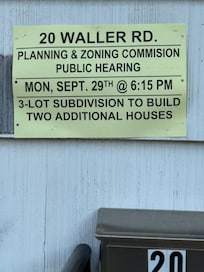 20 WALLER RD.
PLANNING & ZONING COMMISION
PUBLIC HEARING
MON, SEPT. 29TH @ 6:15 PM
3-LOT SUBDIVISION TO BUILD
TWO ADDITIONAL HOUSES
20